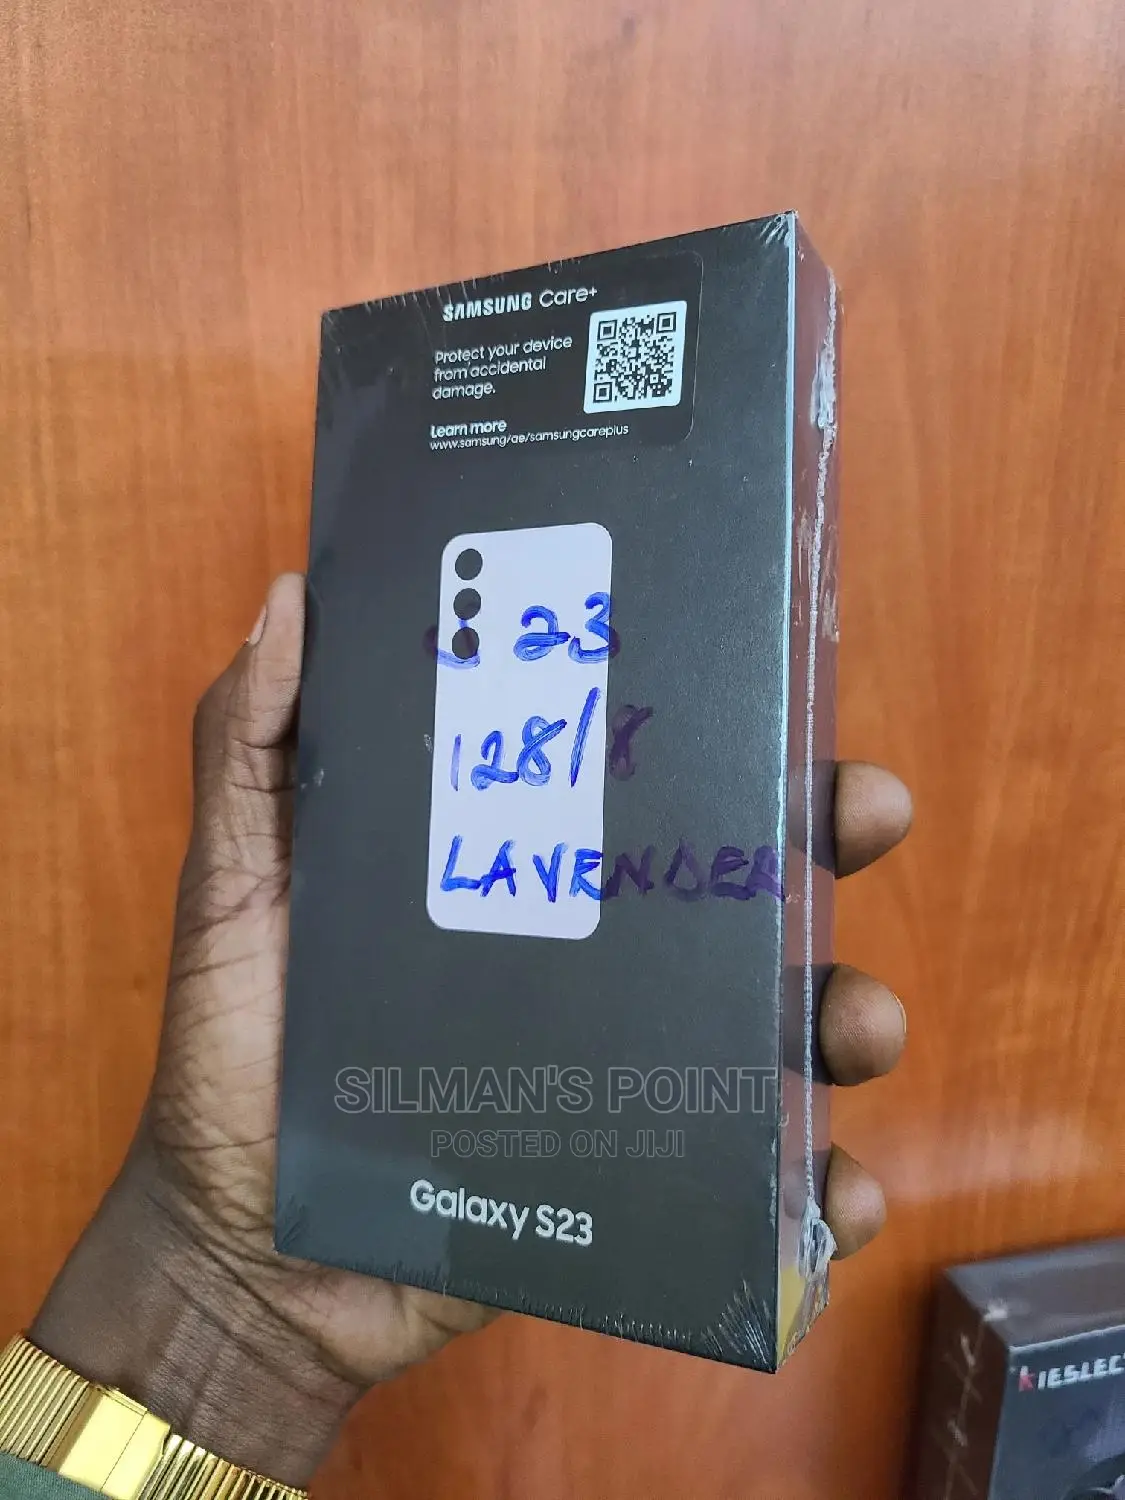 SAMSUNG Care+
Protect your device
from accidental
damage.
Learn more
www.samsung/ae/samsungcareplus
S 23
128/8
LAVENDER
SILMAN'S POINT
POSTED ON JIJI
Galaxy S23
KIESLEC